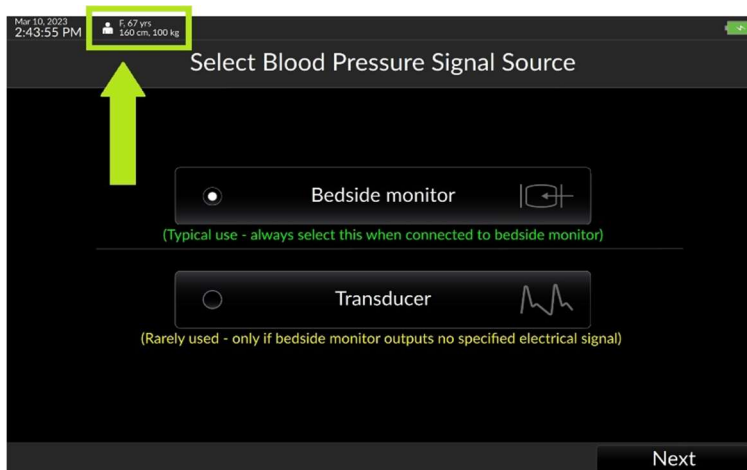 Mar 10, 2023
2:43:55 PM
F, 67 yrs
160 cm, 100 kg
Select Blood Pressure Signal Source
Bedside monitor
(Typical use - always select this when connected to bedside monitor)
Transducer
(Rarely used - only if bedside monitor outputs no specified electrical signal)
Next